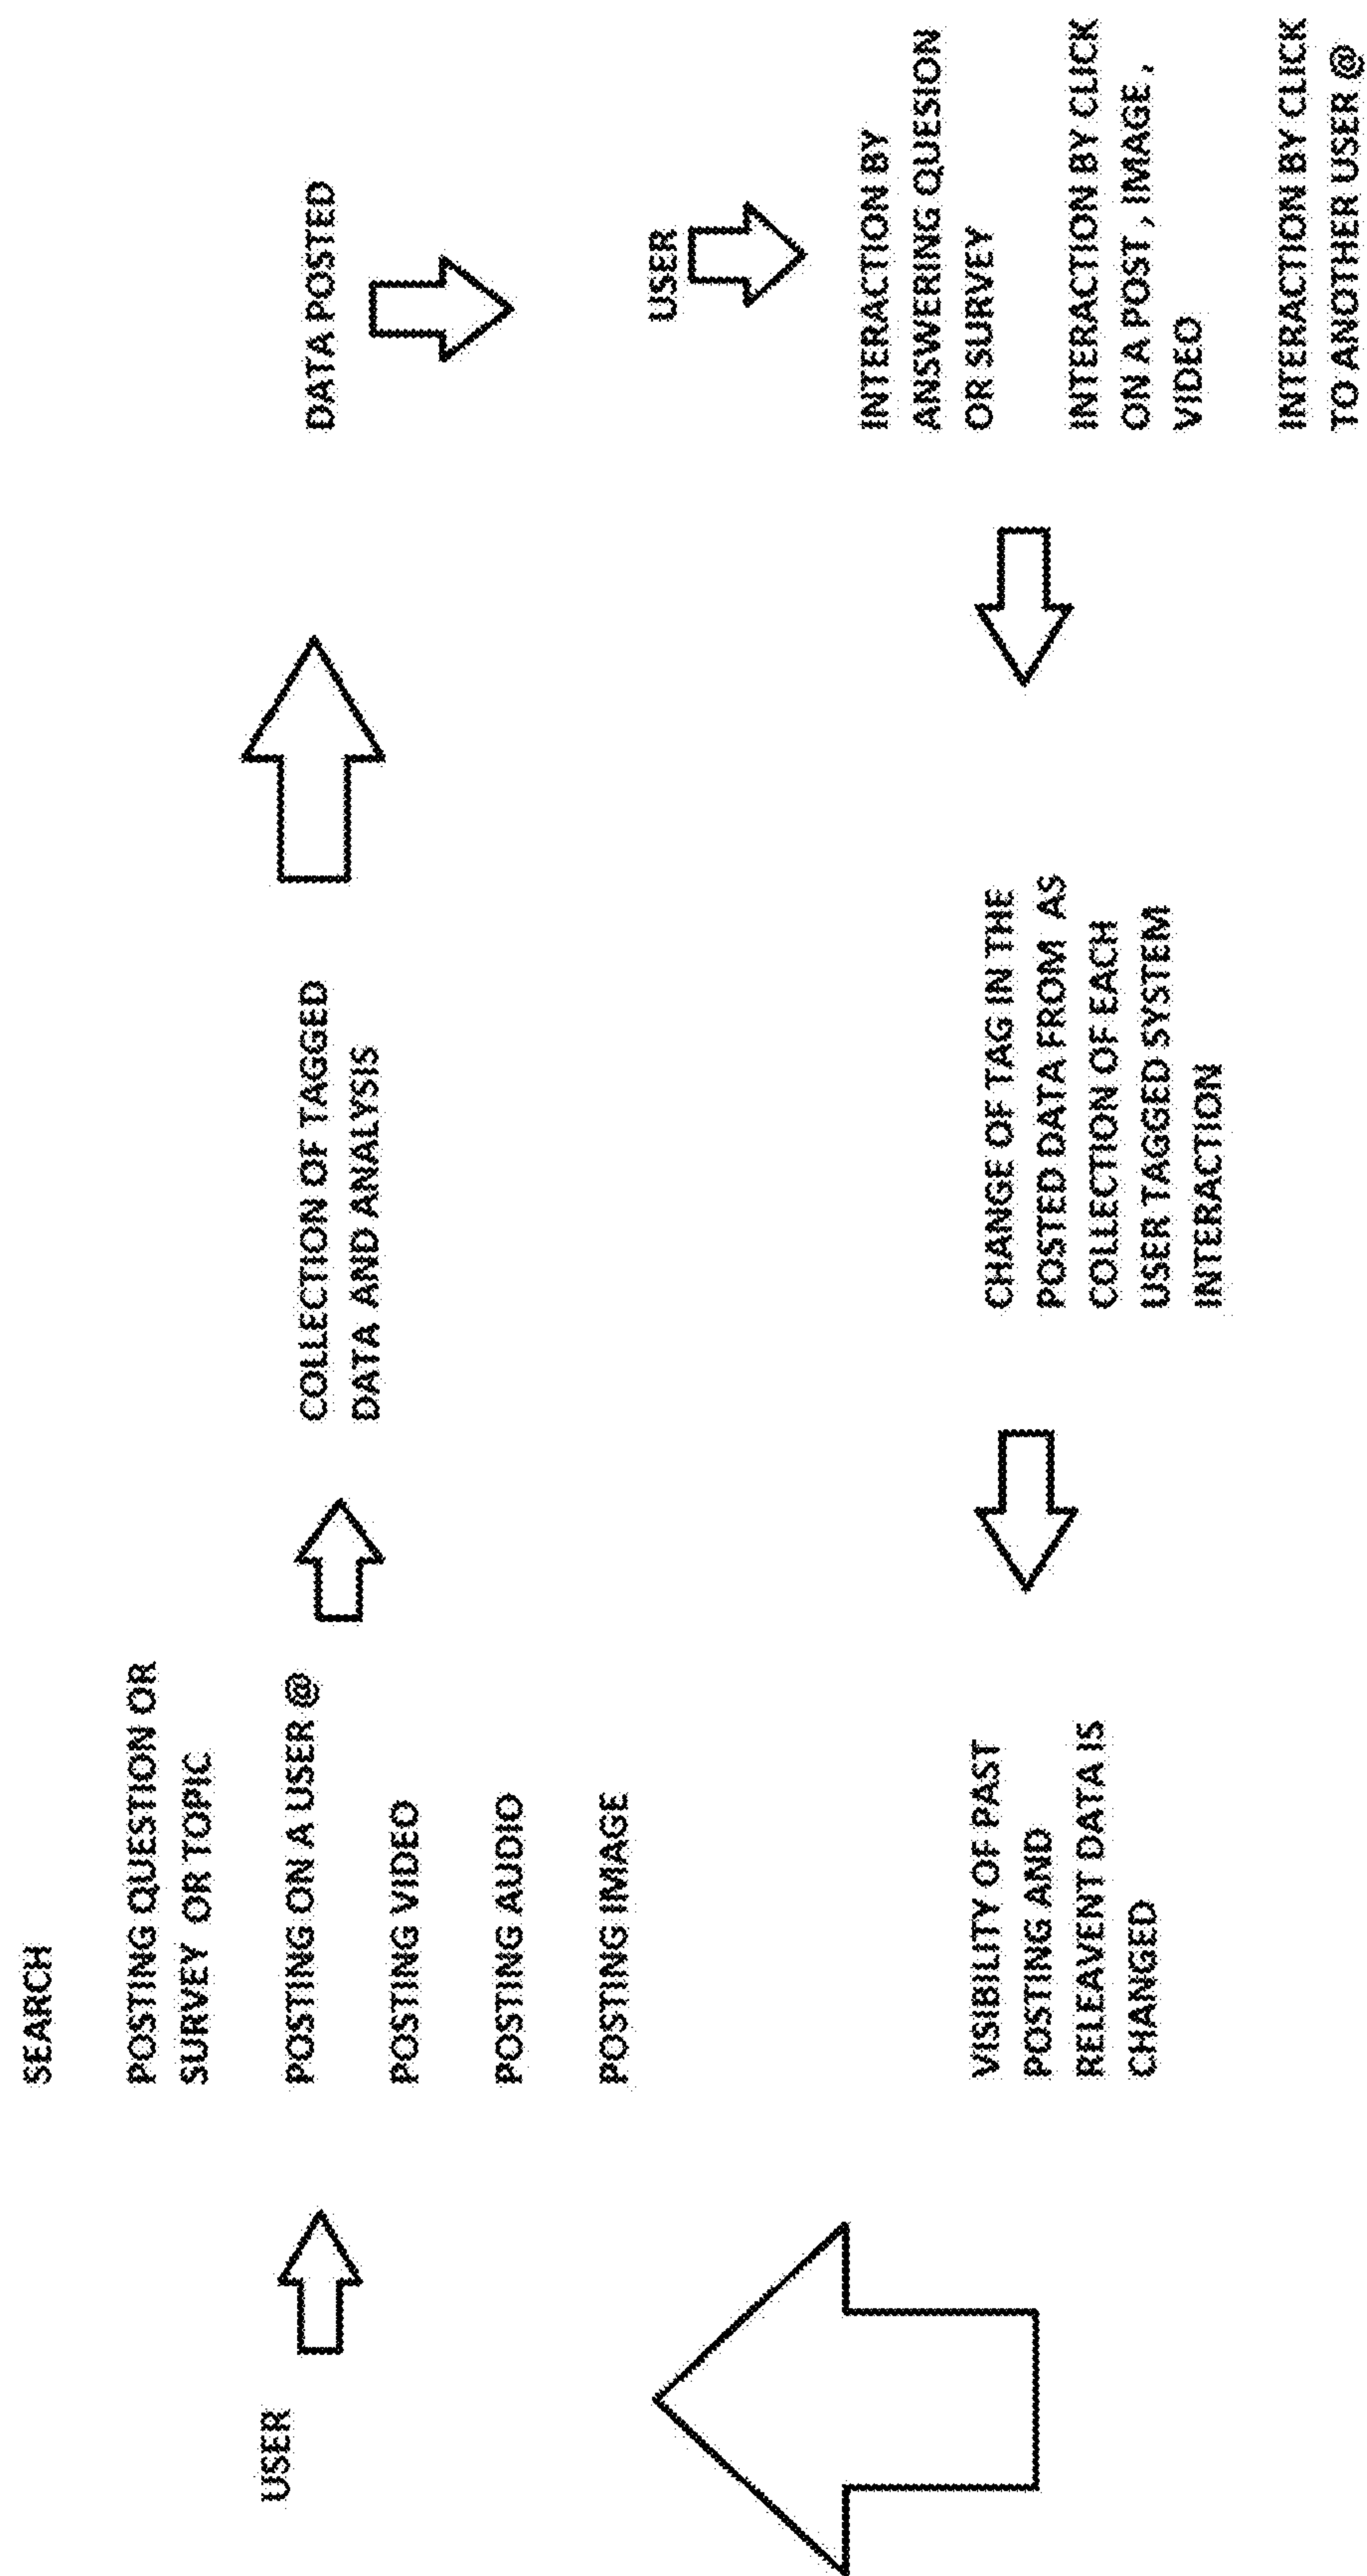 USER
SEARCH
POSTING QUESTION OR
SURVEY OR TOPIC
POSTING ON A USER @
POSTING VIDEO
POSTING AUDIO
POSTING IMAGE
COLLECTION OF TAGGED
DATA AND ANALYSIS
DATA POSTED
USER
INTERACTION BY
ANSWERING QUESION
OR SURVEY
INTERACTION BY CLICK
ON A POST , IMAGE ,
VIDEO
INTERACTION BY CLICK
TO ANOTHER USER @
CHANGE OF TAG IN THE
POSTED DATA FROM AS
COLLECTION OF EACH
USER TAGGED SYSTEM
INTERACTION
VISIBILITY OF PAST
POSTING AND
RELEAVENT DATA IS
CHANGED